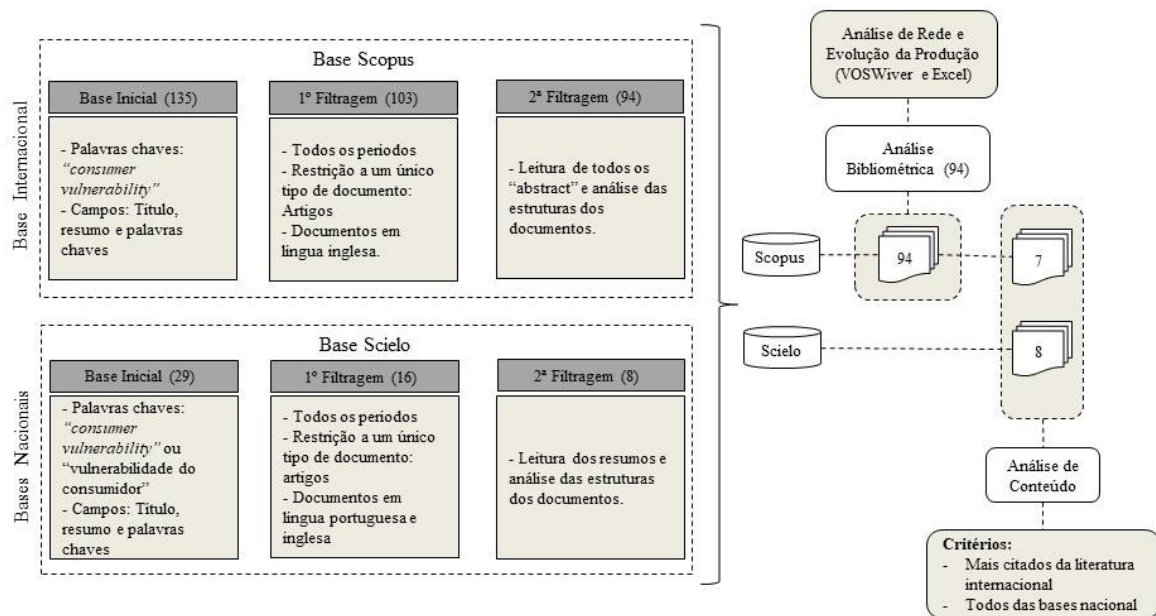 Base Internacional
Base Scopus
Base Inicial (135)
- Palavras chaves:
“consumer
vulnerability”
- Campos: Titulo,
resumo e palavras
chaves
1º Filtragem (103)
- Todos os periodos
- Restrição a um único
tipo de documento:
Artigos
- Documentos em
lingua inglesa.
2ª Filtragem (94)
- Leitura de todos os
“abstract” e análise das
estruturas dos
documentos.
Bases Nacionais
Base Scielo
Base Inicial (29)
- Palavras chaves:
“consumer
vulnerability” ou
“vulnerabilidade do
consumidor”
- Campos: Titulo,
resumo e palavras
chaves
1º Filtragem (16)
- Todos os periodos
- Restrição a um único
tipo de documento:
artigos
- Documentos em
lingua portuguesa e
inglesa
2ª Filtragem (8)
- Leitura dos resumos e
análise das estruturas
dos documentos.
Análise de Rede e
Evolução da Produção
(VOSWiver e Excel)
Análise
Bibliométrica (94)
Scopus
94
7
Scielo
8
Análise de
Conteúdo
Critérios:
- Mais citados da literatura
internacional
- Todos das bases nacional